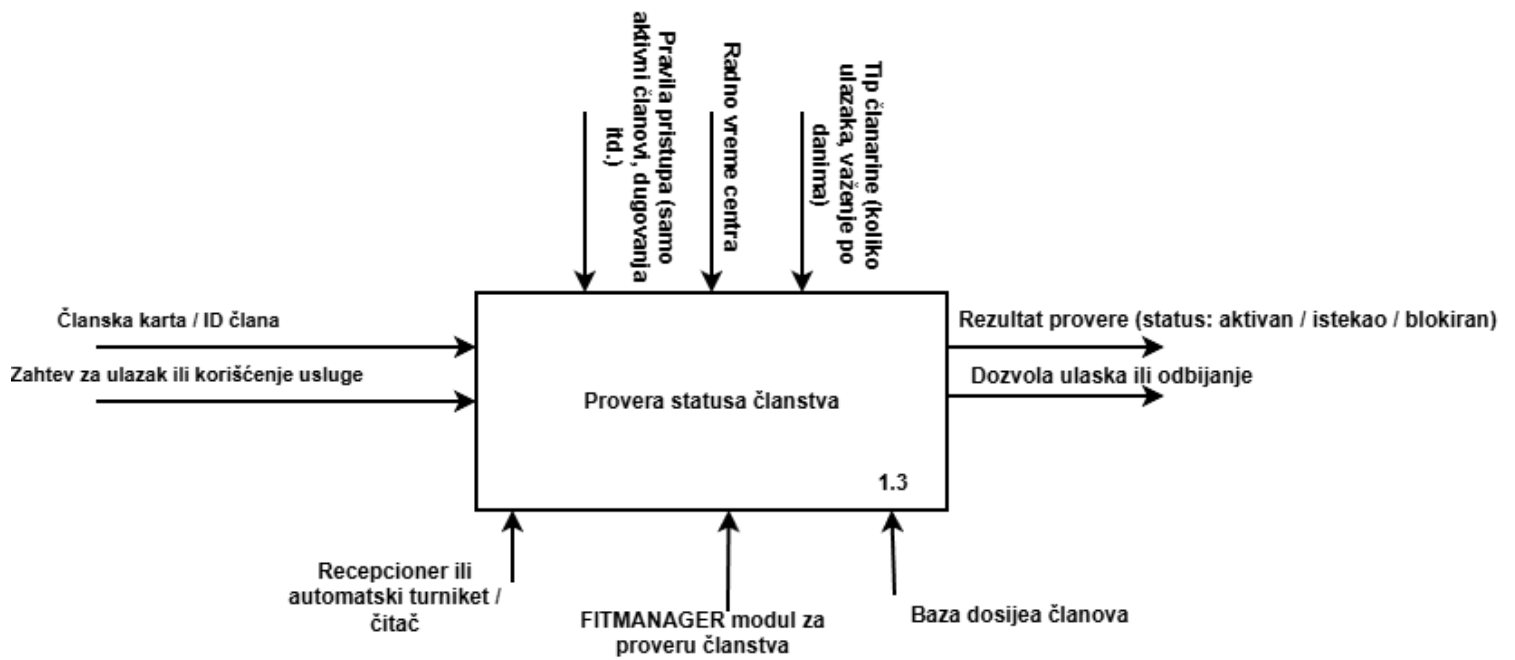 Pravila pristupa (samo
aktivni članovi, dugovanja
itd.)
Radno vreme centra
Tip članarine (koliko
ulazaka, važenje po
danima)
Članska karta / ID člana
Zahtev za ulazak ili korišćenje usluge
Provera statusa članstva
1.3
Rezultat provere (status: aktivan / istekao / blokiran)
Dozvola ulaska ili odbijanje
Recepcioner ili
automatski turniket /
čitač
FITMANAGER modul za
proveru članstva
Baza dosijea članova